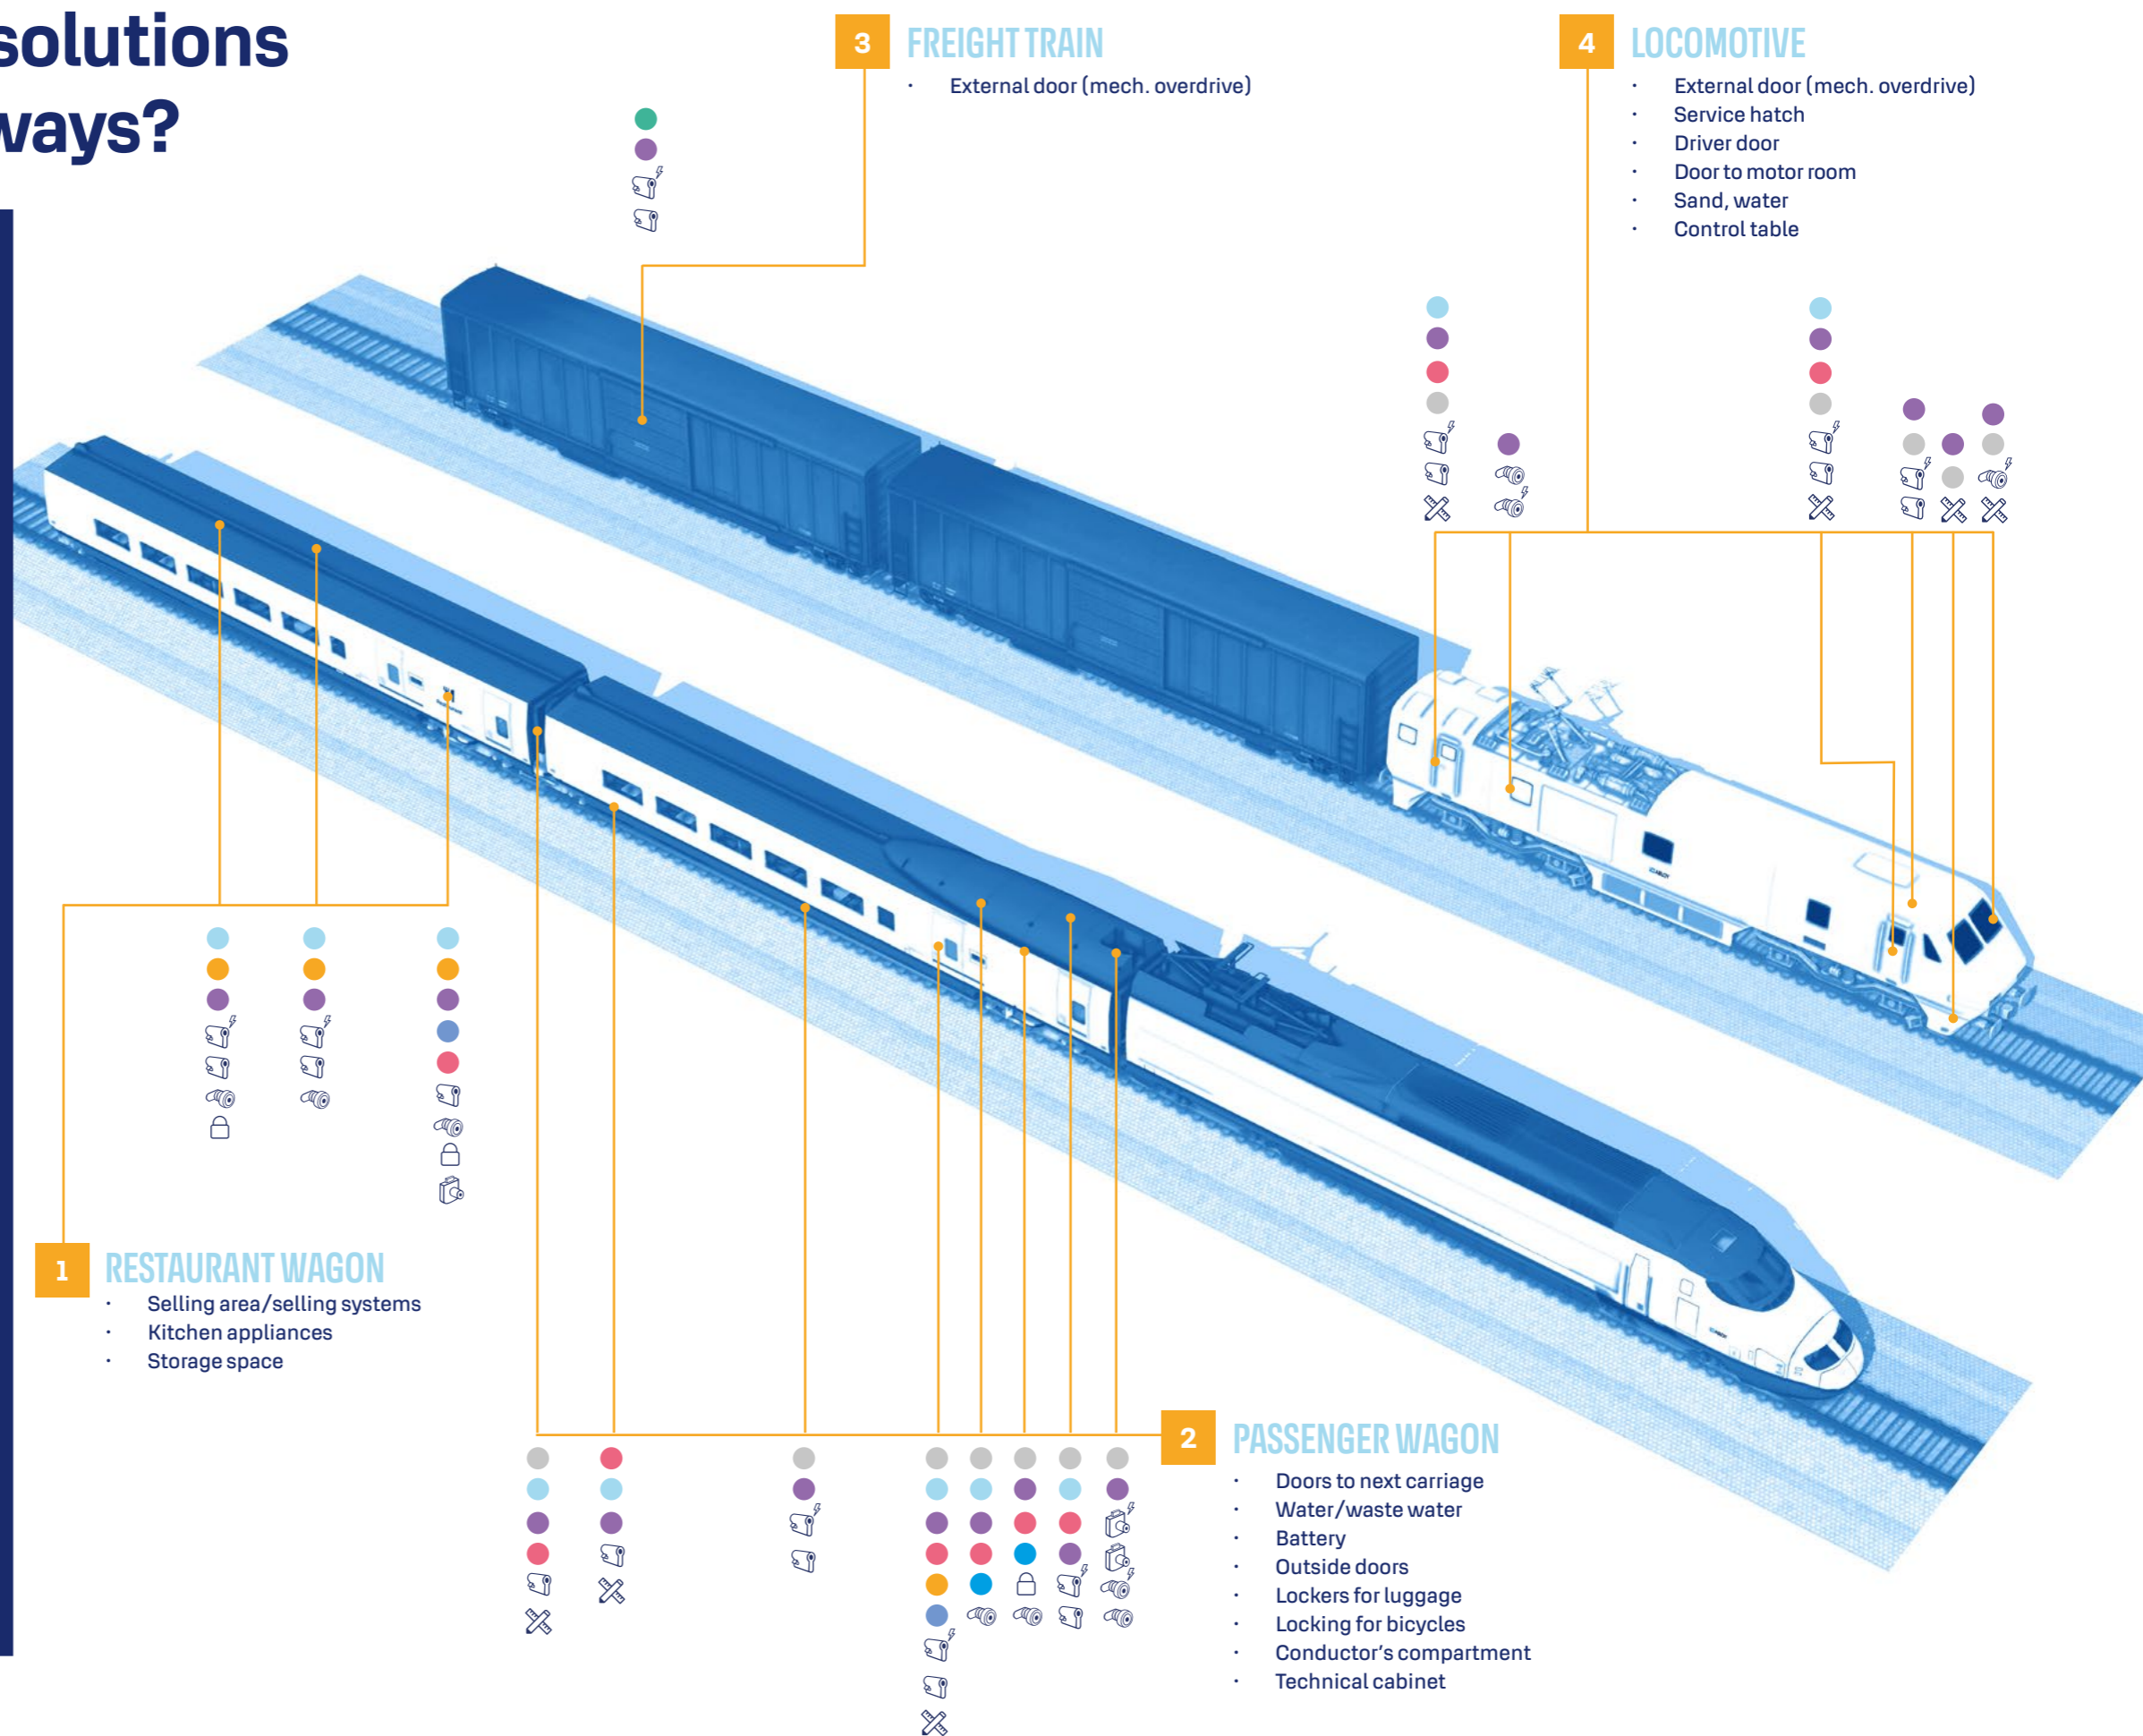 solutions
ways?
3 FREIGHT TRAIN
· External door (mech. overdrive)
4 LOCOMOTIVE
· External door (mech. overdrive)
· Service hatch
· Driver door
· Door to motor room
· Sand, water
· Control table
1 RESTAURANT WAGON
· Selling area/selling systems
· Kitchen appliances
· Storage space
2 PASSENGER WAGON
· Doors to next carriage
· Water/waste water
· Battery
· Outside doors
· Lockers for luggage
· Locking for bicycles
· Conductor's compartment
· Technical cabinet